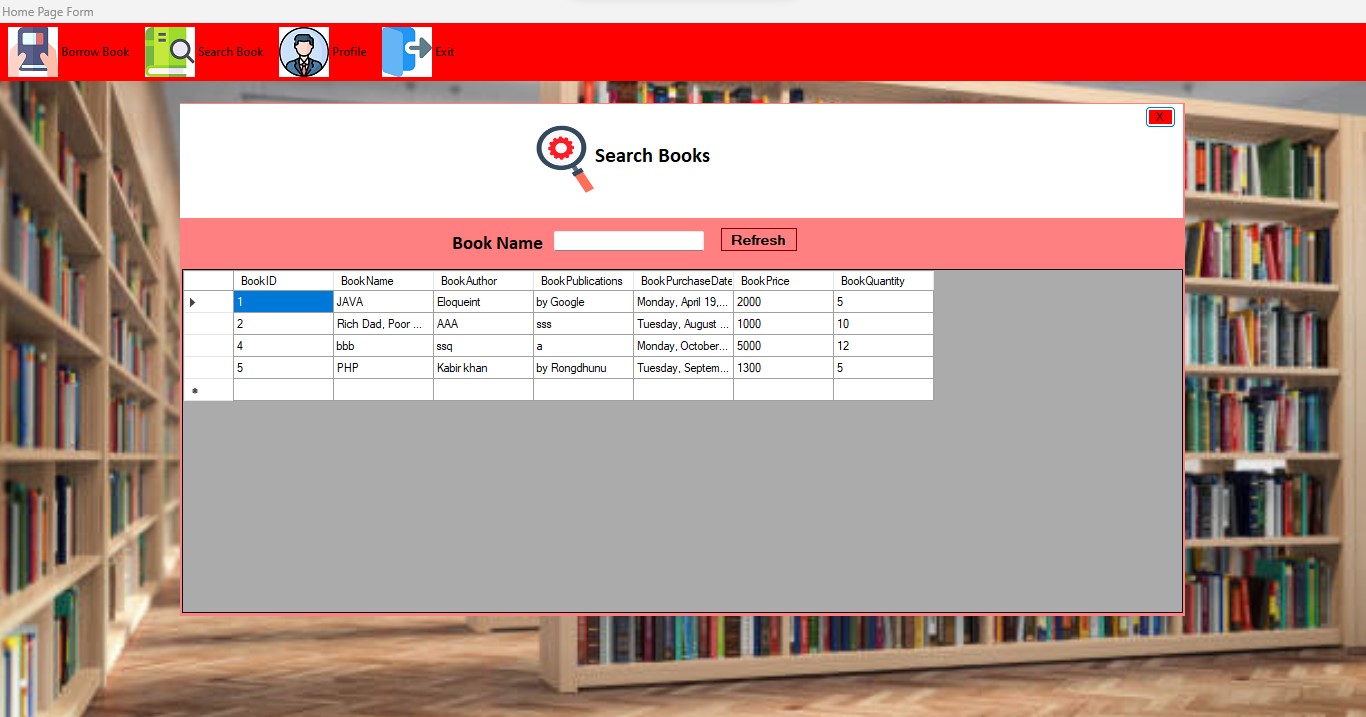 Home Page Form
Borrow Book Search Book Profile Exit
X
Search Books
Book Name Refresh
BookID BookName BookAuthor BookPublications BookPurchaseDate BookPrice BookQuantity
1 JAVA Eloqueint by Google Monday, April 19,... 2000 5
2 Rich Dad, Poor ... AAA sss Tuesday, August ... 1000 10
4 bbb ssq a Monday, October... 5000 12
5 PHP Kabir khan by Rongdhunu Tuesday, Septem... 1300 5